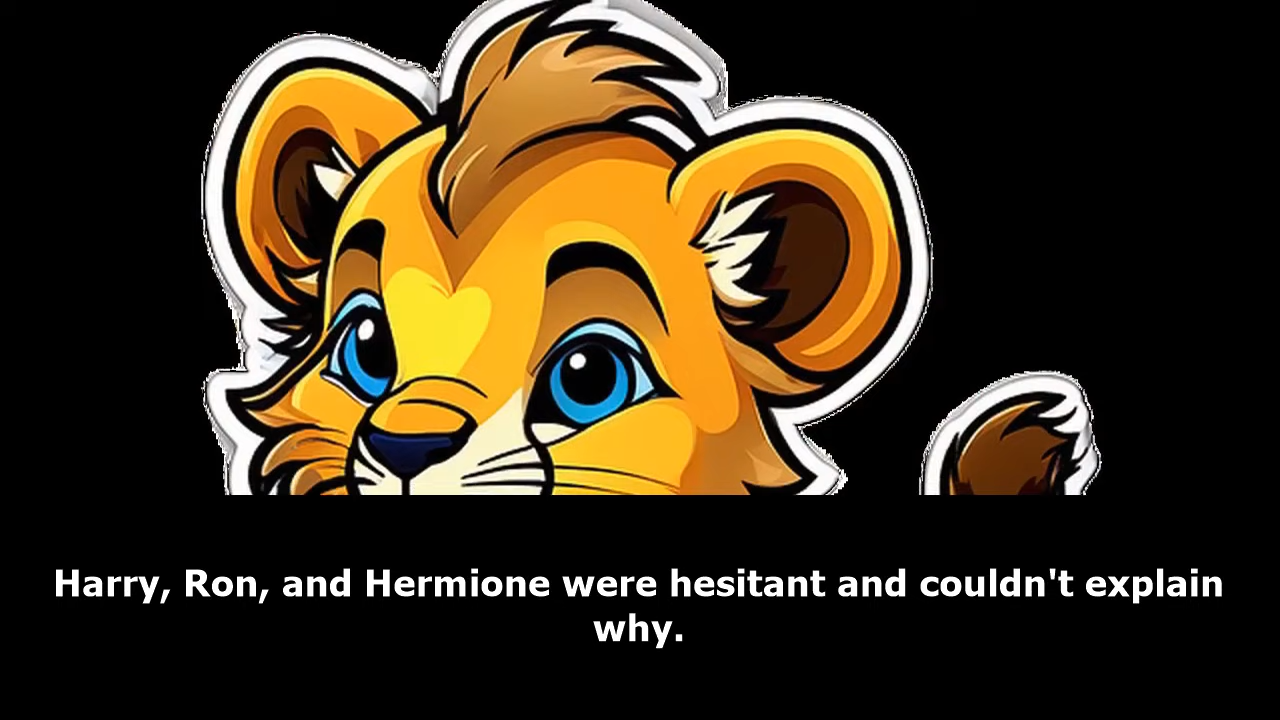 Harry, Ron, and Hermione were hesitant and couldn't explain
why.